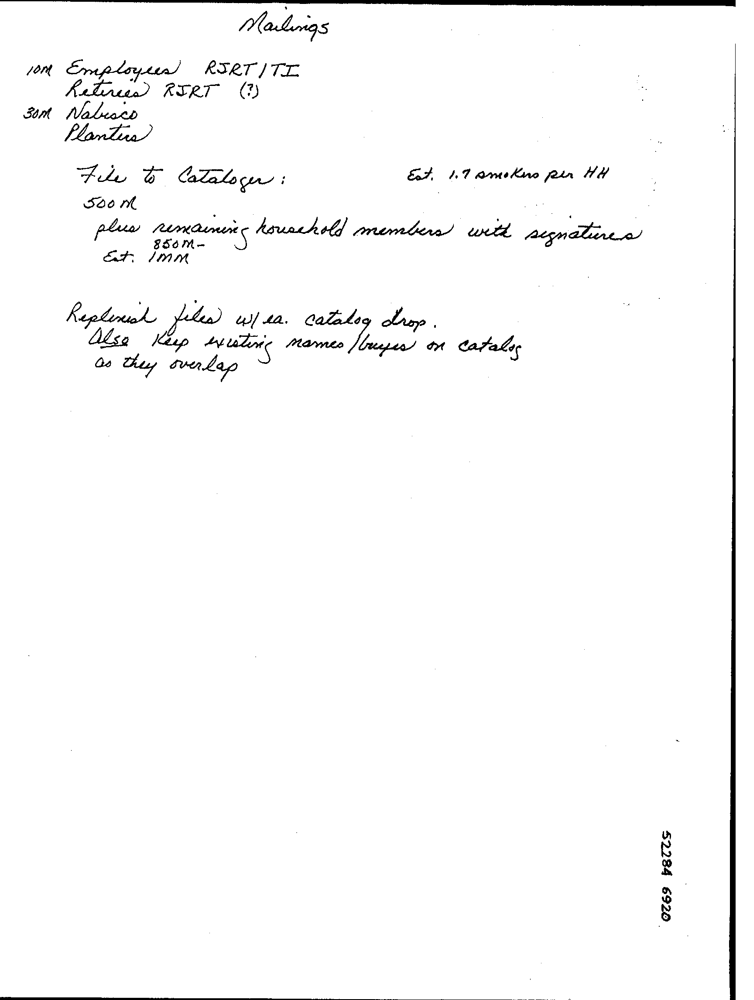 Mailings
10M Employees RJRT/TI
Retirees RJRT (?)
30M Nabisco
Planters
File to Cataloger: Est. 1.7 smokers per HH
500M
plus remaining household members with signatures
850M-
Est. 1MM
Replenish files w/ ea. catalog drop.
Also Keep existing names/buyers on catalog
as they overlap
52284 6920